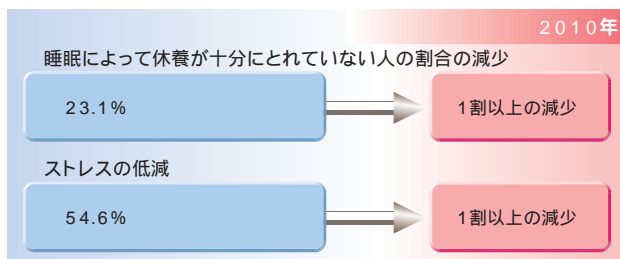 2010年
睡眠によって休養が十分にとれていない人の割合の減少
23.1%
1割以上の減少
ストレスの低減
54.6%
1割以上の減少